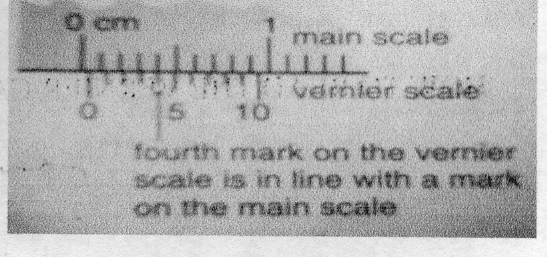 0 cm 1
main scale
0 5 10 vernier scale
fourth mark on the vernier
scale is in line with a mark
on the main scale